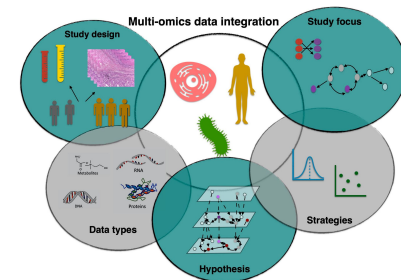 Multi-omics data integration
Study focus
Study design
Metabolites
RNA
DNA
Proteins
Data types
Strategies
Hypothesis